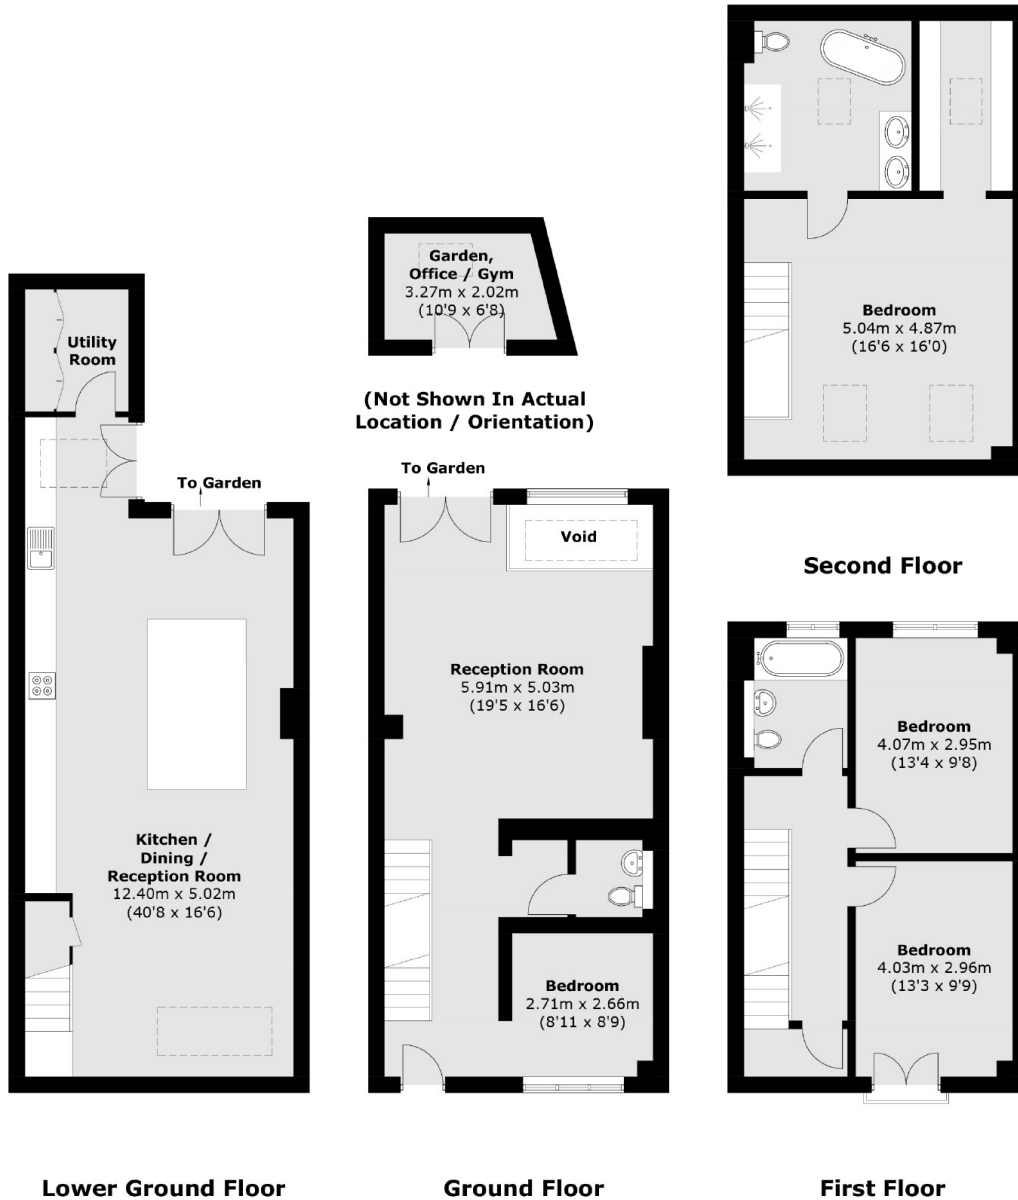 Garden,
Office / Gym
3.27m x 2.02m
(10'9 x 6'8)
Bedroom
5.04m x 4.87m
(16'6 x 16'0)
Utility
Room
(Not Shown In Actual
Location / Orientation)
To Garden
To Garden
Void
Second Floor
Reception Room
5.91m x 5.03m
(19'5 x 16'6)
Bedroom
4.07m x 2.95m
(13'4 x 9'8)
Kitchen /
Dining /
Reception Room
12.40m x 5.02m
(40'8 x 16'6)
Bedroom
2.71m x 2.66m
(8'11 x 8'9)
Bedroom
4.03m x 2.96m
(13'3 x 9'9)
Lower Ground Floor
Ground Floor
First Floor